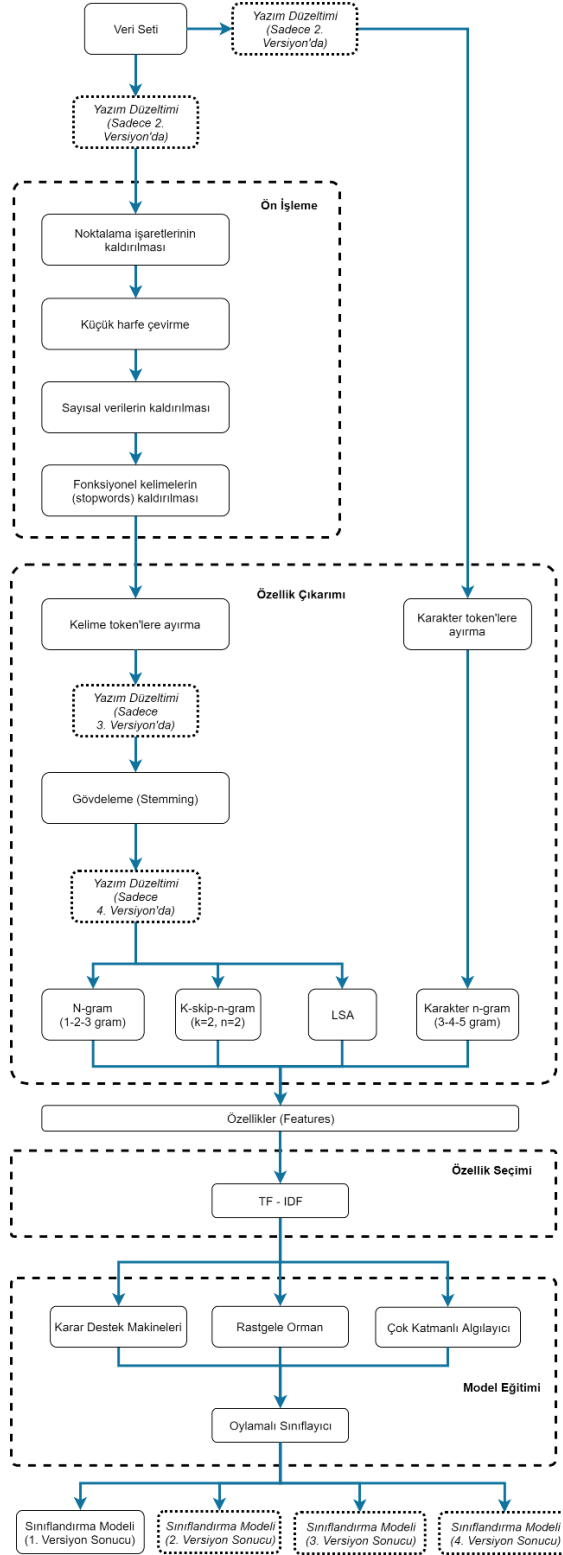 Veri Seti
Yazım Düzeltimi
(Sadece 2.
Versiyon'da)
Yazım Düzeltimi
(Sadece 2.
Versiyon'da)
Ön İşleme
Noktalama işaretlerinin
kaldırılması
Küçük harfe çevirme
Sayısal verilerin kaldırılması
Fonksiyonel kelimelerin
(stopwords) kaldırılması
Özellik Çıkarımı
Kelime token'lere ayırma
Karakter token'lere
ayırma
Yazım Düzeltimi
(Sadece
3. Versiyon'da)
Gövdeleme (Stemming)
Yazım Düzeltimi
(Sadece
4. Versiyon'da)
N-gram
(1-2-3 gram)
K-skip-n-gram
(k=2, n=2)
LSA
Karakter n-gram
(3-4-5 gram)
Özellikler (Features)
Özellik Seçimi
TF - IDF
Karar Destek Makineleri
Rastgele Orman
Çok Katmanlı Algılayıcı
Model Eğitimi
Oylamalı Sınıflayıcı
Sınıflandırma Modeli
(1. Versiyon Sonucu)
Sınıflandırma Modeli
(2. Versiyon Sonucu)
Sınıflandırma Modeli
(3. Versiyon Sonucu)
Sınıflandırma Modeli
(4. Versiyon Sonucu)